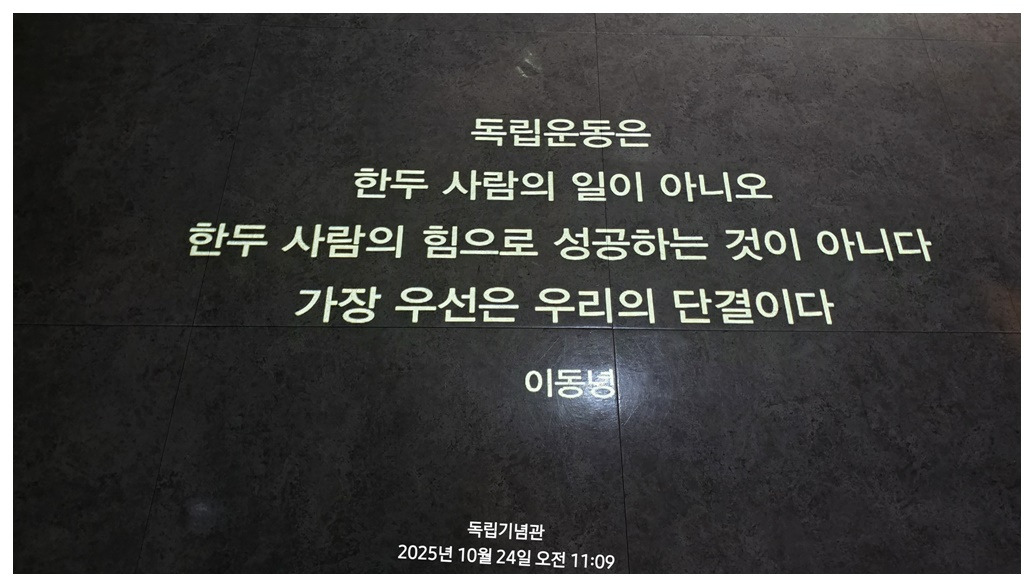 독립운동은
한두 사람의 일이 아니오
한두 사람의 힘으로 성공하는 것이 아니다
가장 우선은 우리의 단결이다
이동녕
독립기념관
2025년 10월 24일 오전 11:09